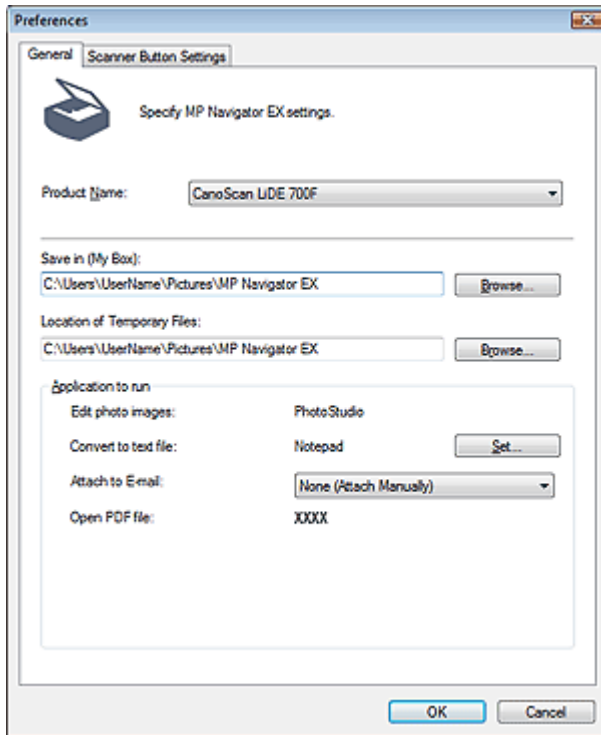 Preferences
General Scanner Button Settings
Specify MP Navigator EX settings.
Product Name: CanoScan LiDE 700F
Save in (My Box):
C:\Users\UserName\Pictures\MP Navigator EX Browse...
Location of Temporary Files:
C:\Users\UserName\Pictures\MP Navigator EX Browse...
Application to run
Edit photo images: PhotoStudio
Convert to text file: Notepad Set...
Attach to E-mail: None (Attach Manually)
Open PDF file: XXXX
OK Cancel